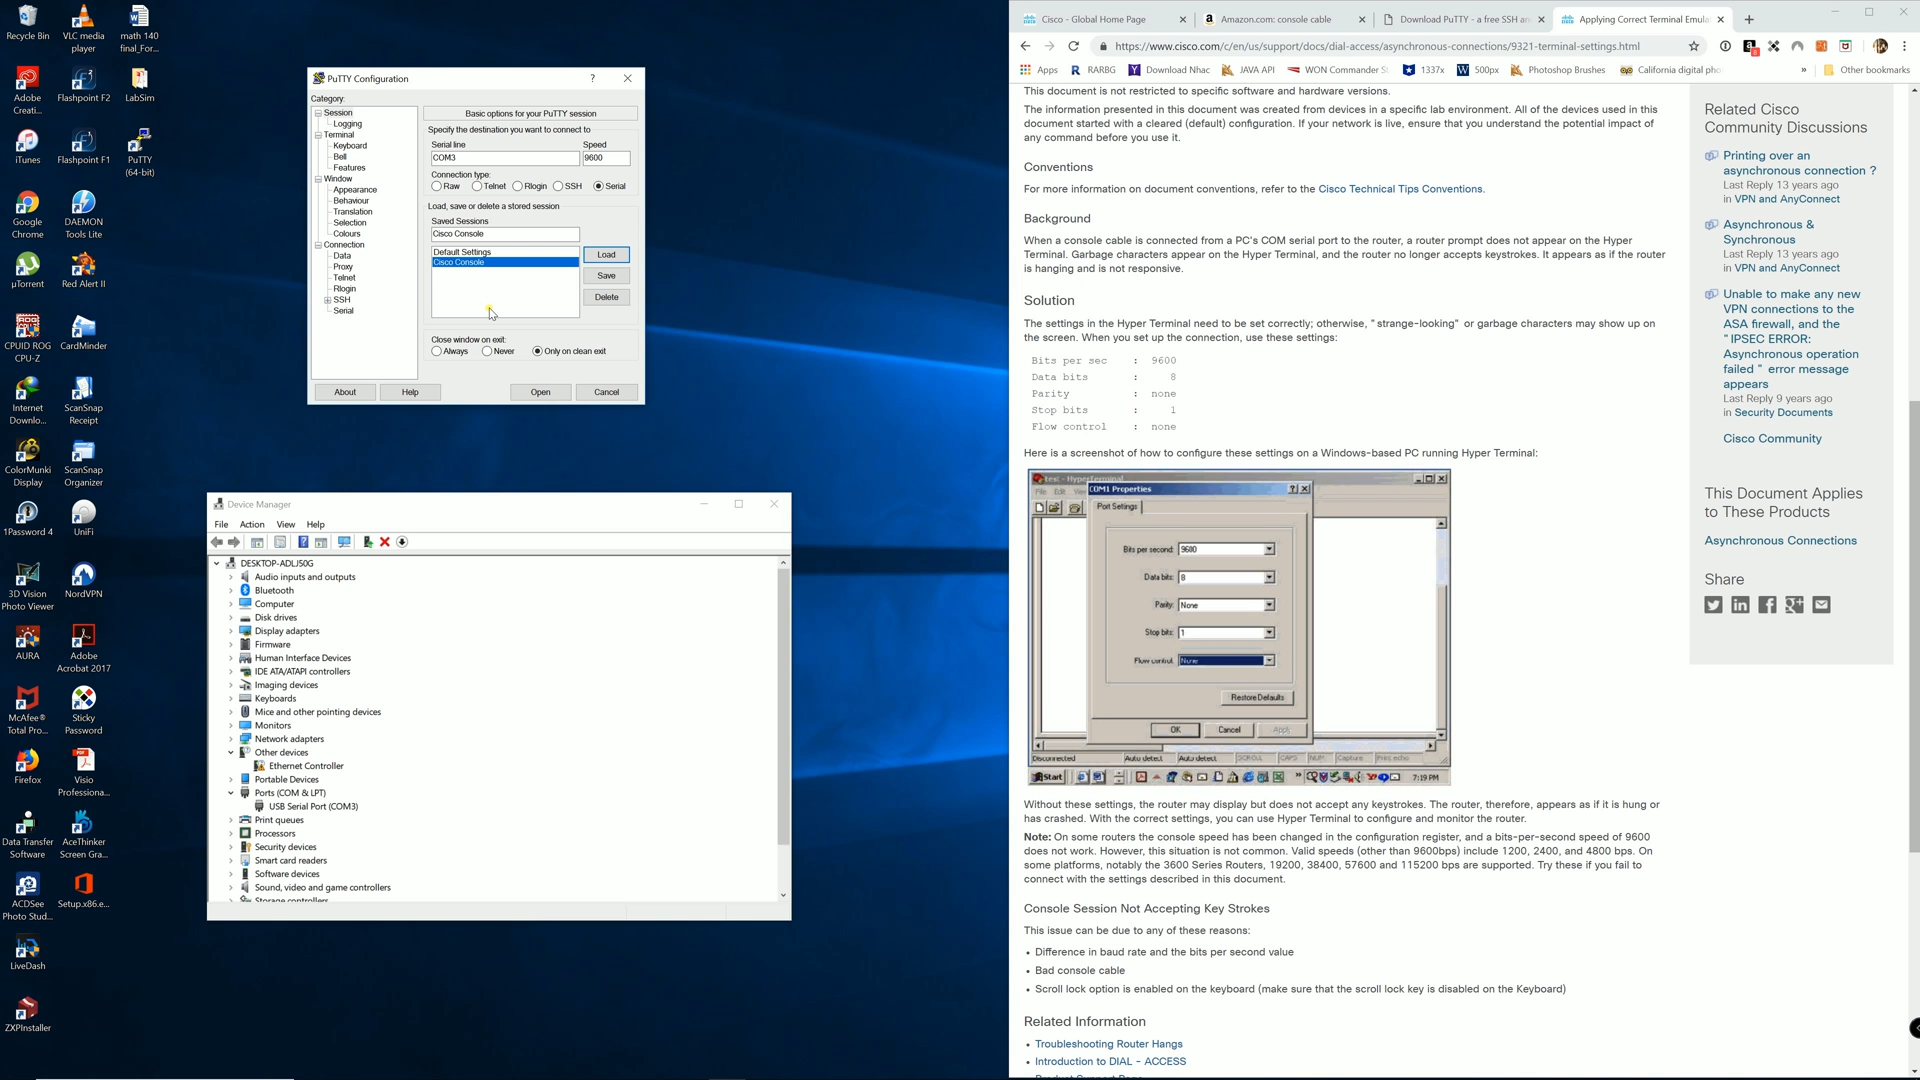 Recycle Bin
VLC media
player
math 140
final_For...
Adobe
Creati...
Flashpoint F2
LabSim
iTunes
Flashpoint F1
PuTTY
(64-bit)
Google
Chrome
DAEMON
Tools Lite
µTorrent
Red Alert II
CPUID ROG
CPU-Z
CardMinder
Internet
Downlo...
ScanSnap
Receipt
ColorMunki
Display
ScanSnap
Organizer
1Password 4
UniFi
3D Vision
Photo Viewer
NordVPN
AURA
Adobe
Acrobat 2017
McAfee®
Total Pro...
Sticky
Password
Firefox
Visio
Professiona...
Data Transfer
Software
AceThinker
Screen Gra...
ACDSee
Photo Stud...
Setup.x86.e...
LiveDash
ZXPInstaller
PuTTY Configuration
Category:
Session
Logging
Terminal
Keyboard
Bell
Features
Window
Appearance
Behaviour
Translation
Selection
Colours
Connection
Data
Proxy
Telnet
Rlogin
SSH
Serial
Basic options for your PuTTY session
Specify the destination you want to connect to
Serial line Speed
COM3 9600
Connection type:
Raw Telnet Rlogin SSH Serial
Load, save or delete a stored session
Saved Sessions
Cisco Console
Default Settings
Cisco Console
Load
Save
Delete
Close window on exit:
Always Never Only on clean exit
About Help Open Cancel
Device Manager
File Action View Help
DESKTOP-ADLJ50G
Audio inputs and outputs
Bluetooth
Computer
Disk drives
Display adapters
Firmware
Human Interface Devices
IDE ATA/ATAPI controllers
Imaging devices
Keyboards
Mice and other pointing devices
Monitors
Network adapters
Other devices
Ethernet Controller
Portable Devices
Ports (COM & LPT)
USB Serial Port (COM3)
Print queues
Processors
Security devices
Smart card readers
Software devices
Sound, video and game controllers
Storage controllers
Cisco - Global Home Page
Amazon.com: console cable
Download PuTTY - a free SSH an
Applying Correct Terminal Emula
https://www.cisco.com/c/en/us/support/docs/dial-access/asynchronous-connections/9321-terminal-settings.html
Apps RARBG Download Nhac JAVA API WON Commander S 1337x 500px Photoshop Brushes California digital pho » Other bookmarks
This document is not restricted to specific software and hardware versions.
The information presented in this document was created from devices in a specific lab environment. All of the devices used in this
document started with a cleared (default) configuration. If your network is live, ensure that you understand the potential impact of
any command before you use it.
Conventions
For more information on document conventions, refer to the Cisco Technical Tips Conventions.
Background
When a console cable is connected from a PC's COM serial port to the router, a router prompt does not appear on the Hyper
Terminal. Garbage characters appear on the Hyper Terminal, and the router no longer accepts keystrokes. It appears as if the router
is hanging and is not responsive.
Solution
The settings in the Hyper Terminal need to be set correctly; otherwise, "strange-looking" or garbage characters may show up on
the screen. When you set up the connection, use these settings:
Bits per sec : 9600
Data bits : 8
Parity : none
Stop bits : 1
Flow control : none
Here is a screenshot of how to configure these settings on a Windows-based PC running Hyper Terminal:
test - HyperTerminal
File Edit
COM1 Properties
Port Settings
Bits per second: 9600
Data bits: 8
Parity: None
Stop bits: 1
Flow control: None
Restore Defaults
OK Cancel Apply
Disconnected Auto detect Auto detect SCROLL CAPS NUM Capture Print echo
Start 7:19 PM
Without these settings, the router may display but does not accept any keystrokes. The router, therefore, appears as if it is hung or
has crashed. With the correct settings, you can use Hyper Terminal to configure and monitor the router.
Note: On some routers the console speed has been changed in the configuration register, and a bits-per-second speed of 9600
does not work. However, this situation is not common. Valid speeds (other than 9600bps) include 1200, 2400, and 4800 bps. On
some platforms, notably the 3600 Series Routers, 19200, 38400, 57600 and 115200 bps are supported. Try these if you fail to
connect with the settings described in this document.
Console Session Not Accepting Key Strokes
This issue can be due to any of these reasons:
• Difference in baud rate and the bits per second value
• Bad console cable
• Scroll lock option is enabled on the keyboard (make sure that the scroll lock key is disabled on the Keyboard)
Related Information
• Troubleshooting Router Hangs
• Introduction to DIAL - ACCESS
Related Cisco
Community Discussions
Printing over an
asynchronous connection ?
Last Reply 13 years ago
in VPN and AnyConnect
Asynchronous &
Synchronous
Last Reply 13 years ago
in VPN and AnyConnect
Unable to make any new
VPN connections to the
ASA firewall, and the
"IPSEC ERROR:
Asynchronous operation
failed" error message
appears
Last Reply 9 years ago
in Security Documents
Cisco Community
This Document Applies
to These Products
Asynchronous Connections
Share